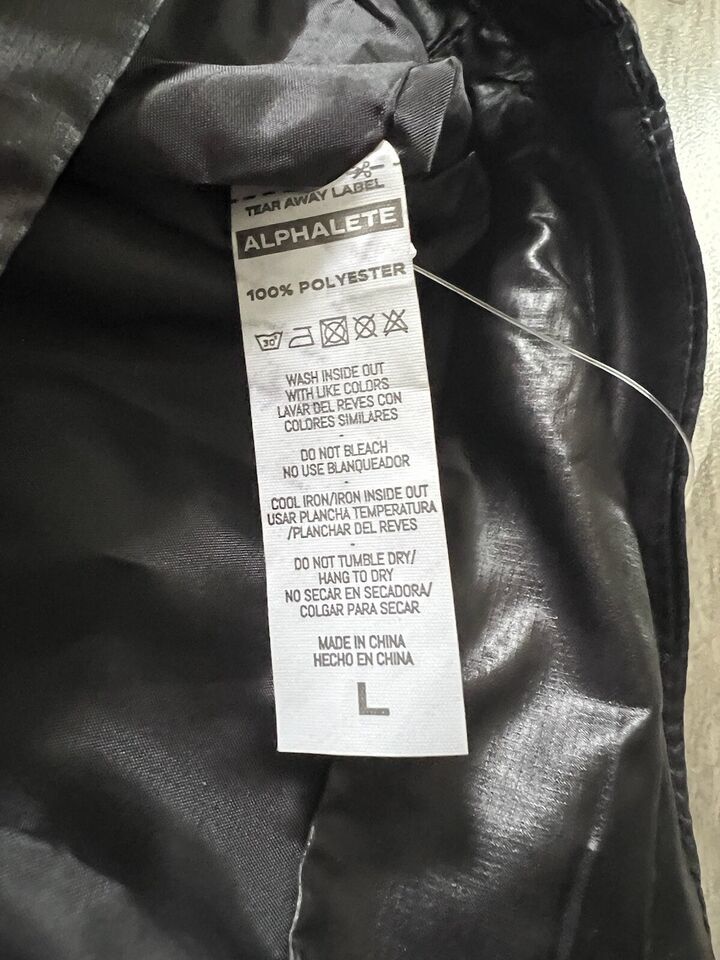 TEAR AWAY LABEL
ALPHALETE
100% POLYESTER
30°
WASH INSIDE OUT
WITH LIKE COLORS
LAVAR DEL REVES CON
COLORES SIMILARES
-
DO NOT BLEACH
NO USE BLANQUEADOR
-
COOL IRON/IRON INSIDE OUT
USAR PLANCHA TEMPERATURA
/PLANCHAR DEL REVES
-
DO NOT TUMBLE DRY/
HANG TO DRY
NO SECAR EN SECADORA/
COLGAR PARA SECAR
MADE IN CHINA
HECHO EN CHINA
L